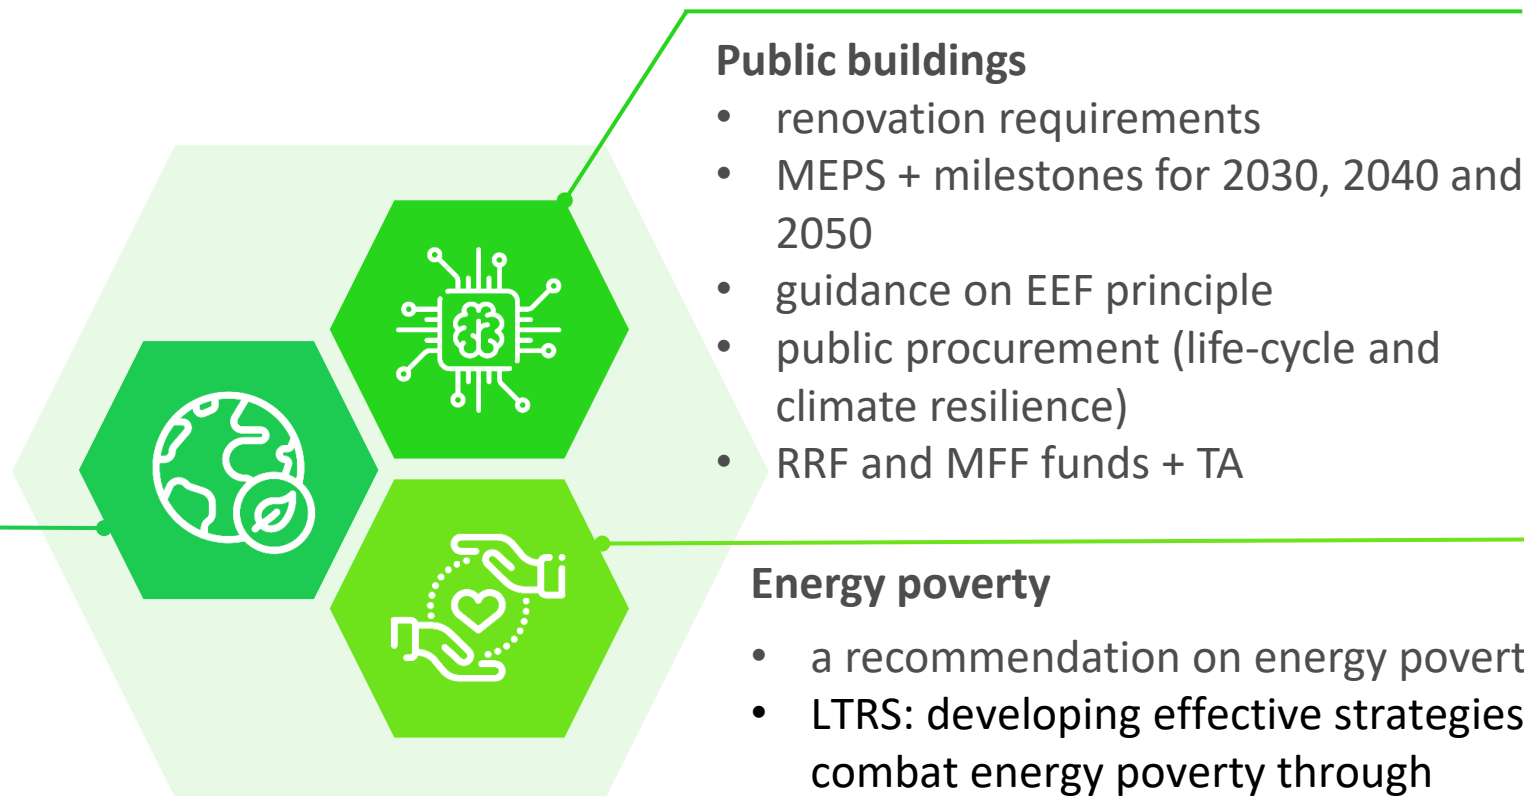 Public buildings
• renovation requirements
• MEPS + milestones for 2030, 2040 and
2050
• guidance on EEF principle
• public procurement (life-cycle and
climate resilience)
• RRF and MFF funds + TA
Energy poverty
• a recommendation on energy povert
• LTRS: developing effective strategies
combat energy poverty through